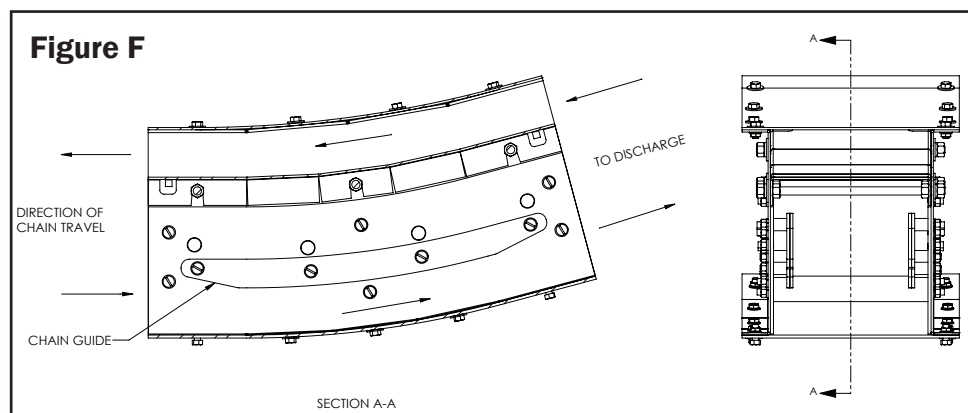 Figure F
A
TO DISCHARGE
DIRECTION OF
CHAIN TRAVEL
CHAIN GUIDE
SECTION A-A
A